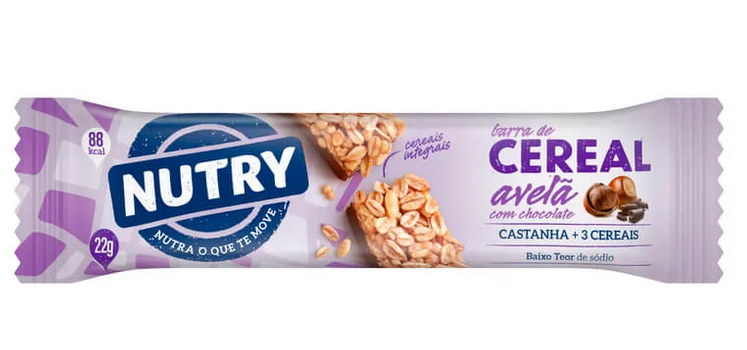 88
kcal
NUTRY
NUTRA O QUE TE MOVE
22g
cereais
integrais
barra de
CEREAL
avelã
com chocolate
CASTANHA + 3 CEREAIS
Baixo Teor de sódio